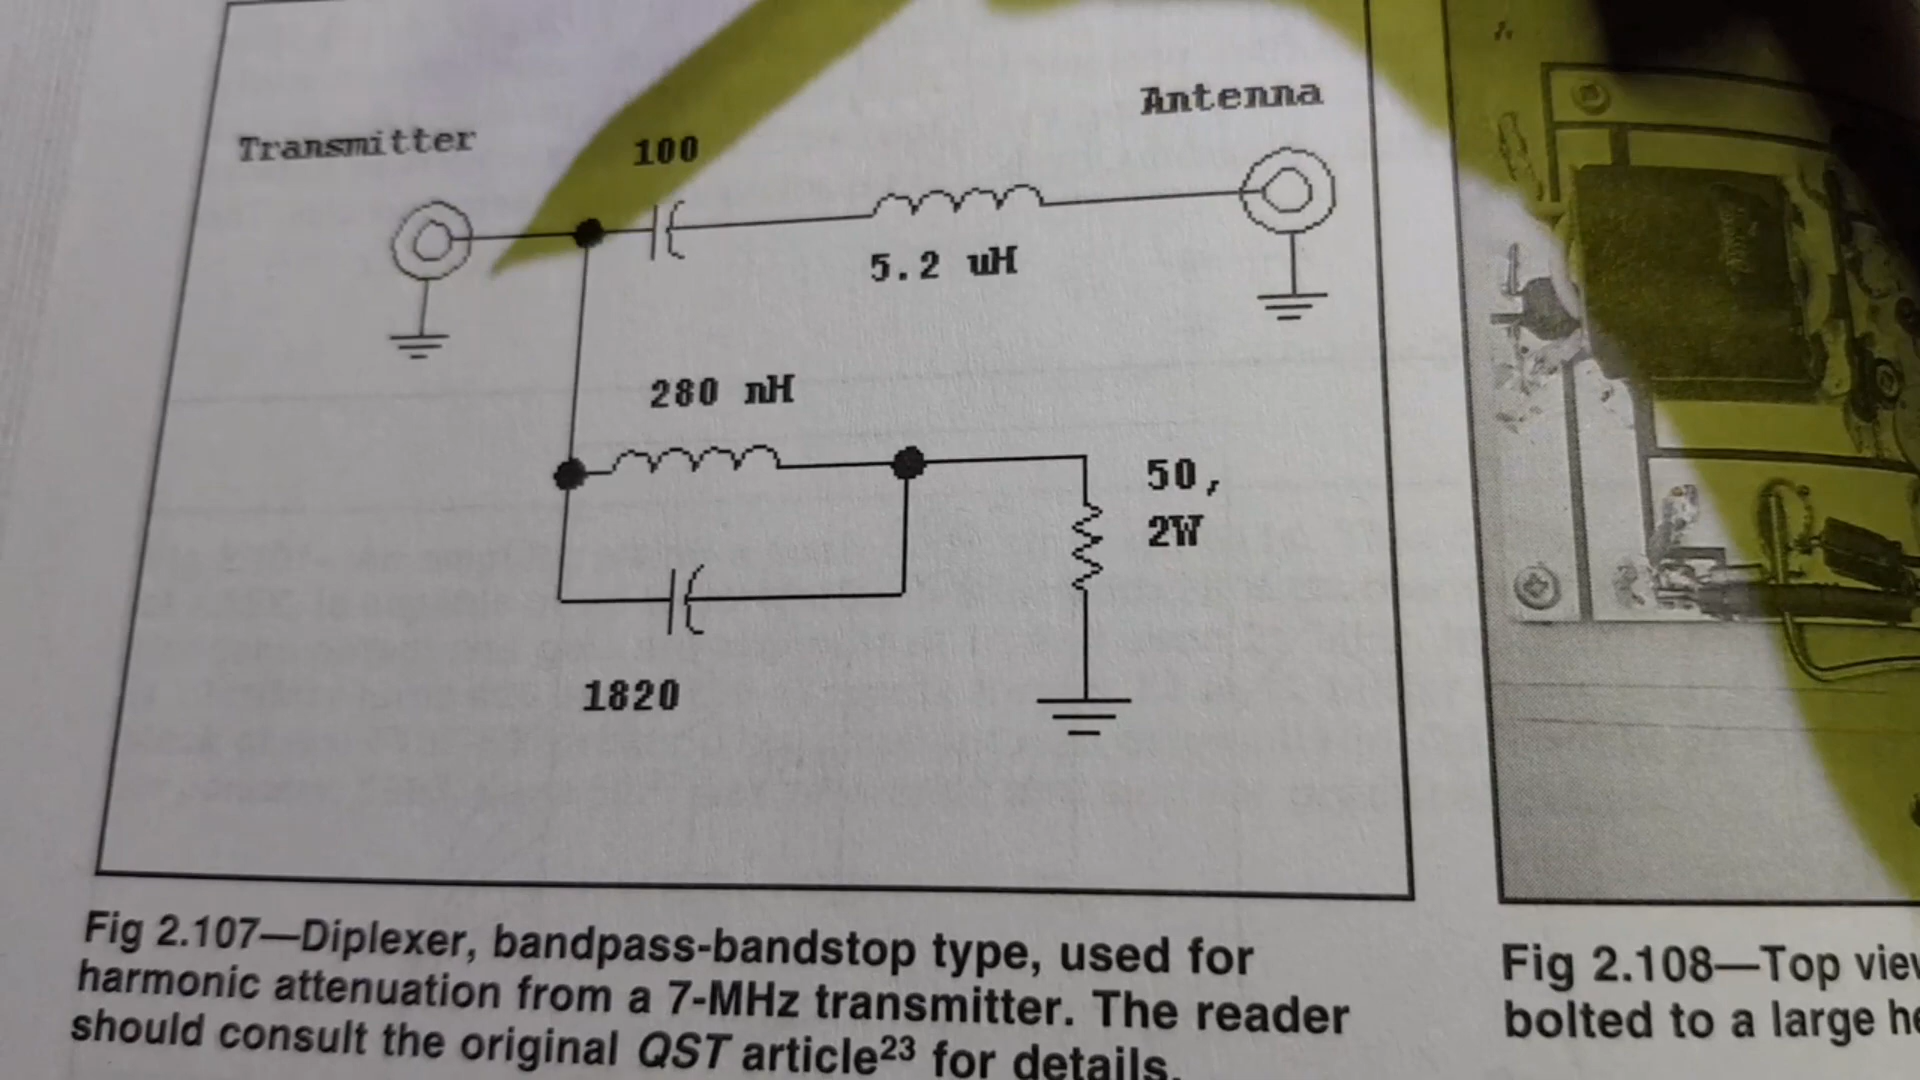 Transmitter
100
Antenna
5.2 uH
280 nH
50,
2W
1820
Fig 2.107—Diplexer, bandpass-bandstop type, used for
harmonic attenuation from a 7-MHz transmitter. The reader
should consult the original QST article23 for details.
Fig 2.108—Top
bolted to a large